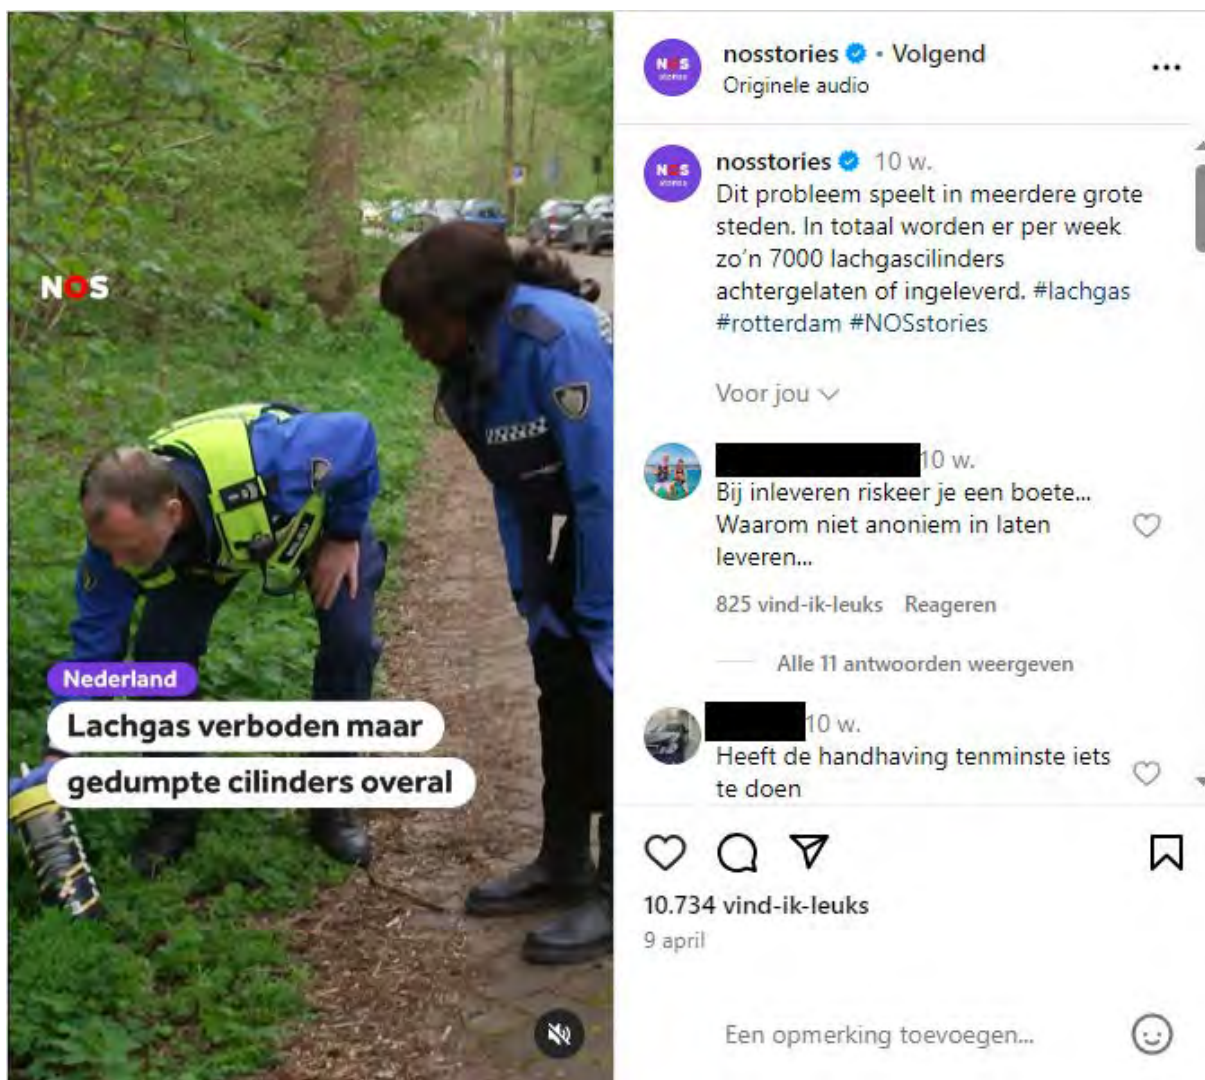 NOS
Nederland
Lachgas verboden maar
gedumpte cilinders overal
NOS
stories
nosstories • Volgend
Originele audio
NOS
stories
nosstories 10 w.
Dit probleem speelt in meerdere grote
steden. In totaal worden er per week
zo'n 7000 lachgascilinders
achtergelaten of ingeleverd. #lachgas
#rotterdam #NOSstories
Voor jou
10 w.
Bij inleveren riskeer je een boete...
Waarom niet anoniem in laten
leveren...
825 vind-ik-leuks Reageren
Alle 11 antwoorden weergeven
10 w.
Heeft de handhaving tenminste iets
te doen
10.734 vind-ik-leuks
9 april
Een opmerking toevoegen...